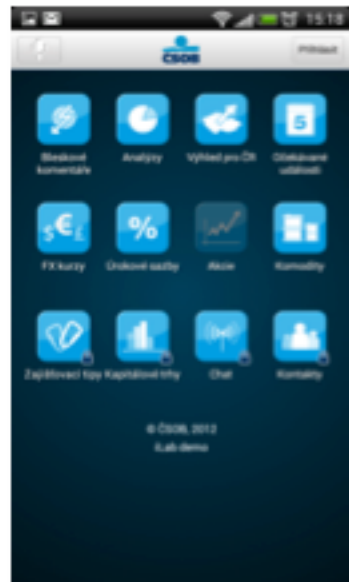 15:18
ČSOB
Přihlásit
Bleskové
komentáře
Analýzy
Výhled pro ČR
Očekávané
události
5
$ € £
%
FX kurzy
Úrokové sazby
Akcie
Komodity
Zajišťovací tipy
Kapitálové trhy
Chat
Kontakty
© ČSOB, 2012
iLab demo